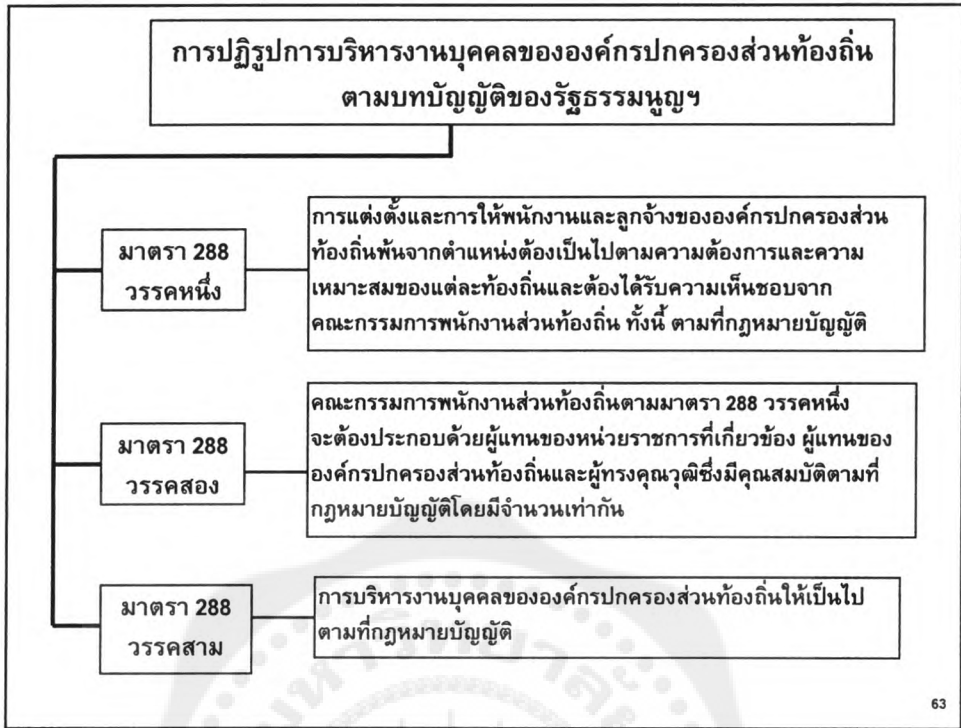 การปฏิรูปการบริหารงานบุคคลขององค์กรปกครองส่วนท้องถิ่น
ตามบทบัญญัติของรัฐธรรมนูญฯ
มาตรา 288
วรรคหนึ่ง
การแต่งตั้งและการให้พนักงานและลูกจ้างขององค์กรปกครองส่วน
ท้องถิ่นพ้นจากตำแหน่งต้องเป็นไปตามความต้องการและความ
เหมาะสมของแต่ละท้องถิ่นและต้องได้รับความเห็นชอบจาก
คณะกรรมการพนักงานส่วนท้องถิ่น ทั้งนี้ ตามที่กฎหมายบัญญัติ
มาตรา 288
วรรคสอง
คณะกรรมการพนักงานส่วนท้องถิ่นตามมาตรา 288 วรรคหนึ่ง
จะต้องประกอบด้วยผู้แทนของหน่วยราชการที่เกี่ยวข้อง ผู้แทนของ
องค์กรปกครองส่วนท้องถิ่นและผู้ทรงคุณวุฒิซึ่งมีคุณสมบัติตามที่
กฎหมายบัญญัติโดยมีจำนวนเท่ากัน
มาตรา 288
วรรคสาม
การบริหารงานบุคคลขององค์กรปกครองส่วนท้องถิ่นให้เป็นไป
ตามที่กฎหมายบัญญัติ
63